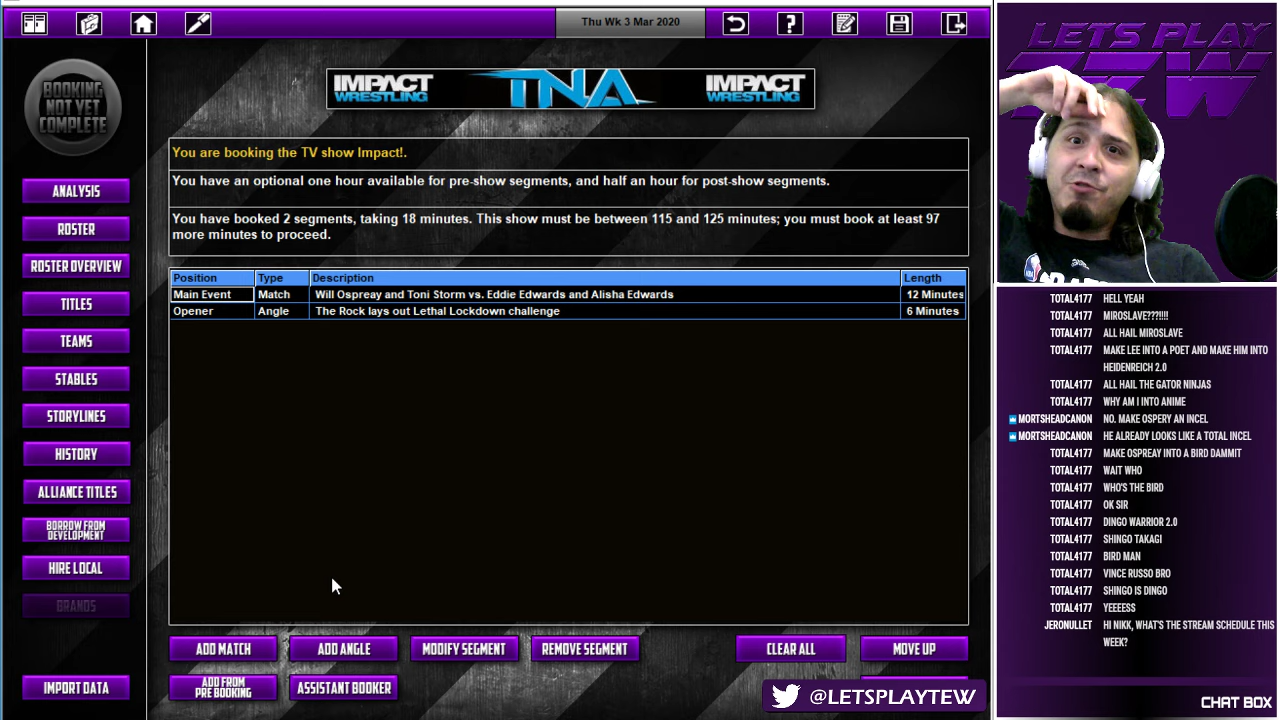 Thu Wk 3 Mar 2020
LETS PLAY
TEW
BOOKING
NOT YET
COMPLETE
IMPACT
WRESTLING
TNA
IMPACT
WRESTLING
You are booking the TV show Impact!.
You have an optional one hour available for pre-show segments, and half an hour for post-show segments.
You have booked 2 segments, taking 18 minutes. This show must be between 115 and 125 minutes; you must book at least 97
more minutes to proceed.
Position Type Description Length
Main Event Match Will Ospreay and Toni Storm vs. Eddie Edwards and Alisha Edwards 12 Minutes
Opener Angle The Rock lays out Lethal Lockdown challenge 6 Minutes
ANALYSIS
ROSTER
ROSTER OVERVIEW
TITLES
TEAMS
STABLES
STORYLINES
HISTORY
ALLIANCE TITLES
BORROW FROM
DEVELOPMENT
HIRE LOCAL
BRANDS
IMPORT DATA
ADD MATCH
ADD ANGLE
MODIFY SEGMENT
REMOVE SEGMENT
CLEAR ALL
MOVE UP
ADD FROM
PRE BOOKING
ASSISTANT BOOKER
@LETSPLAYTEW
TOTAL4177 HELL YEAH
TOTAL4177 MIROSLAVE???!!!!
TOTAL4177 ALL HAIL MIROSLAVE
TOTAL4177 MAKE LEE INTO A POET AND MAKE HIM INTO
HEIDENREICH 2.0
TOTAL4177 ALL HAIL THE GATOR NINJAS
TOTAL4177 WHY AM I INTO ANIME
MORTSHEADCANON NO. MAKE OSPERY AN INCEL
MORTSHEADCANON HE ALREADY LOOKS LIKE A TOTAL INCEL
TOTAL4177 MAKE OSPREAY INTO A BIRD DAMMIT
TOTAL4177 WAIT WHO
TOTAL4177 WHO'S THE BIRD
TOTAL4177 OK SIR
TOTAL4177 DINGO WARRIOR 2.0
TOTAL4177 SHINGO TAKAGI
TOTAL4177 BIRD MAN
TOTAL4177 VINCE RUSSO BRO
TOTAL4177 SHINGO IS DINGO
TOTAL4177 YEEEESS
JERONULLET HI NIKK, WHAT'S THE STREAM SCHEDULE THIS
WEEK?
CHAT BOX